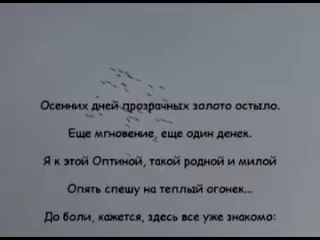 Осенних дней прозрачных золото остыло.
Еще мгновение, еще один денек.
Я к этой Оптиной, такой родной и милой
Опять спешу на теплый огонек...
До боли, кажется, здесь все уже знакомо: